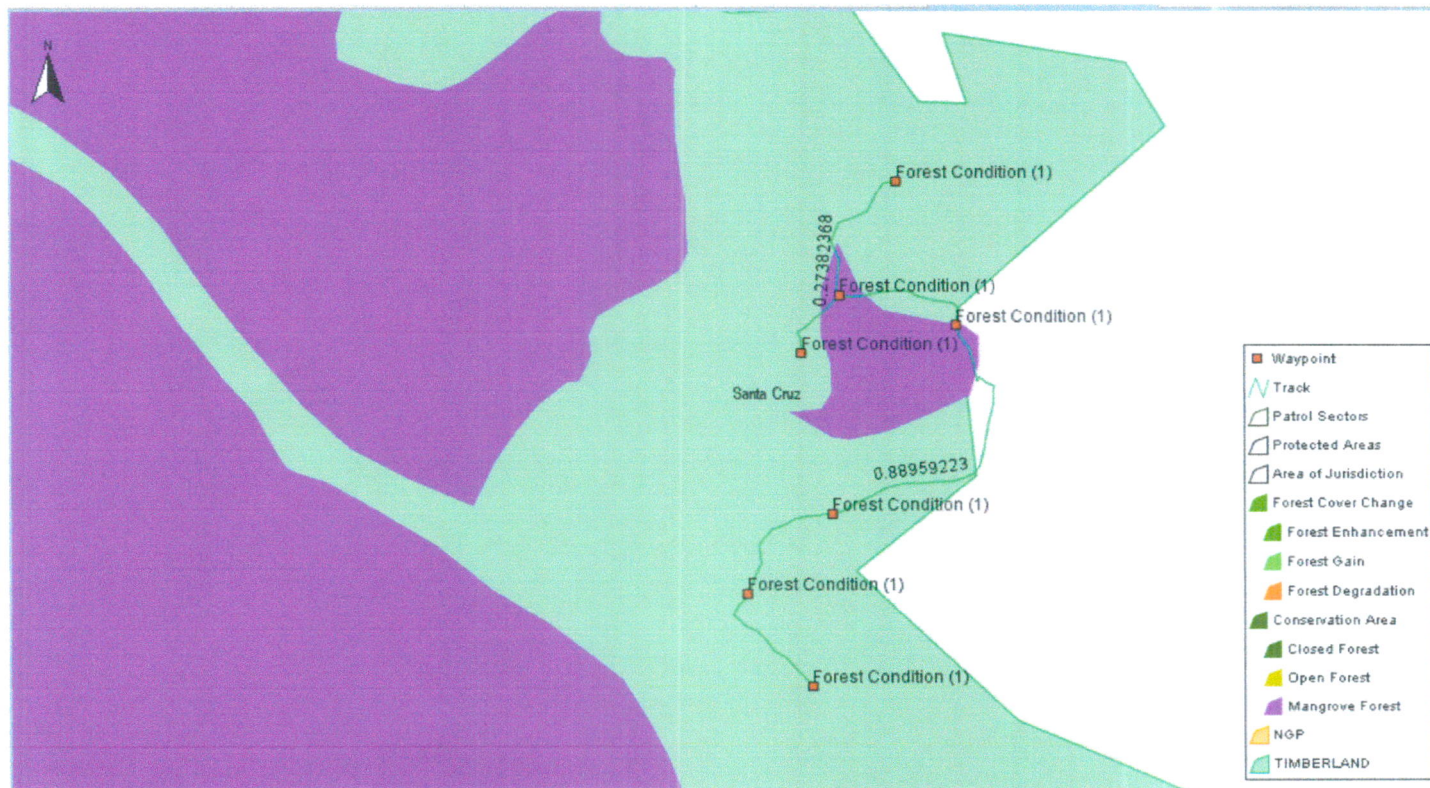 N
Forest Condition (1)
0.27382368
Forest Condition (1)
Forest Condition (1)
Forest Condition (1)
Santa Cruz
0.88959223
Forest Condition (1)
Forest Condition (1)
Forest Condition (1)
Waypoint
Track
Patrol Sectors
Protected Areas
Area of Jurisdiction
Forest Cover Change
Forest Enhancement
Forest Gain
Forest Degradation
Conservation Area
Closed Forest
Open Forest
Mangrove Forest
NGP
TIMBERLAND